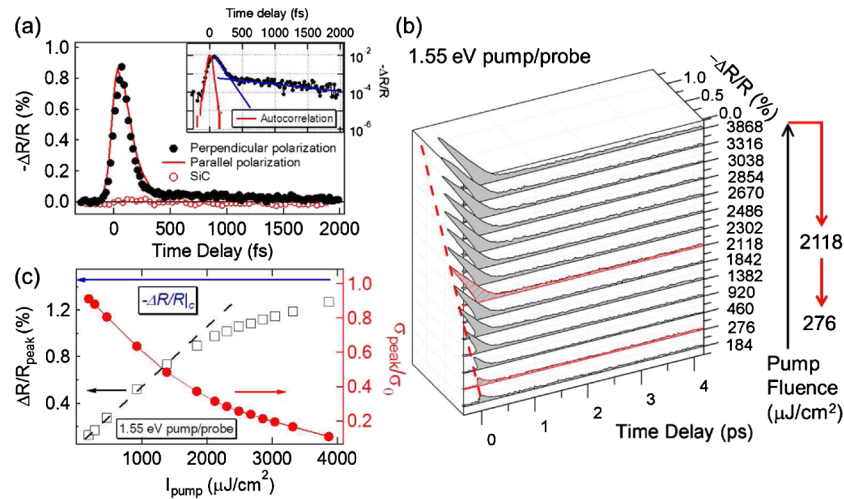 (a)
Time delay (fs)
0 500 1000 1500 2000
1.0
0.8
0.6
0.4
0.2
0.0
-ΔR/R (%)
10⁻²
10⁻⁴
10⁻⁶
-ΔR/R
Autocorrelation
Perpendicular polarization
Parallel polarization
SiC
0 500 1000 1500 2000
Time Delay (fs)
(b)
1.55 eV pump/probe
-ΔR/R (%)
1.0
0.5
0.0
3868
3316
3038
2854
2670
2486
2302
2118
1842
1382
920
460
276
184
0 1 2 3 4
Time Delay (ps)
2118
276
Pump
Fluence
(μJ/cm²)
(c)
-ΔR/R|c
1.2
0.8
0.4
ΔR/Rpeak (%)
1.0
0.8
0.6
0.4
0.2
σpeak/σ0
1.55 eV pump/probe
1000 2000 3000 4000
Ipump (μJ/cm²)